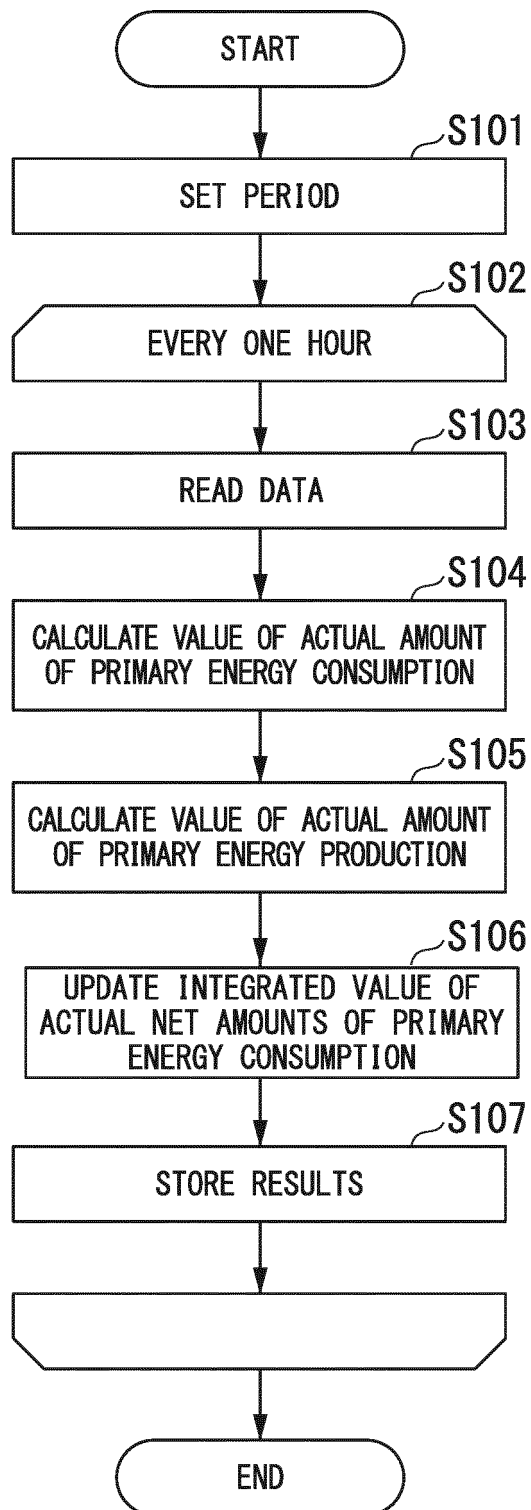 START
S101
SET PERIOD
S102
EVERY ONE HOUR
S103
READ DATA
S104
CALCULATE VALUE OF ACTUAL AMOUNT
OF PRIMARY ENERGY CONSUMPTION
S105
CALCULATE VALUE OF ACTUAL AMOUNT
OF PRIMARY ENERGY PRODUCTION
S106
UPDATE INTEGRATED VALUE OF
ACTUAL NET AMOUNTS OF PRIMARY
ENERGY CONSUMPTION
S107
STORE RESULTS
END